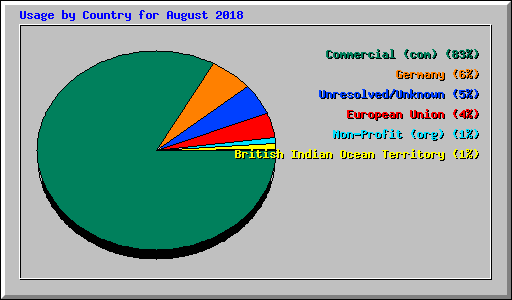 Usage by Country for August 2018
Commercial (com) (83%)
Germany (6%)
Unresolved/Unknown (5%)
European Union (4%)
Non-Profit (org) (1%)
British Indian Ocean Territory (1%)